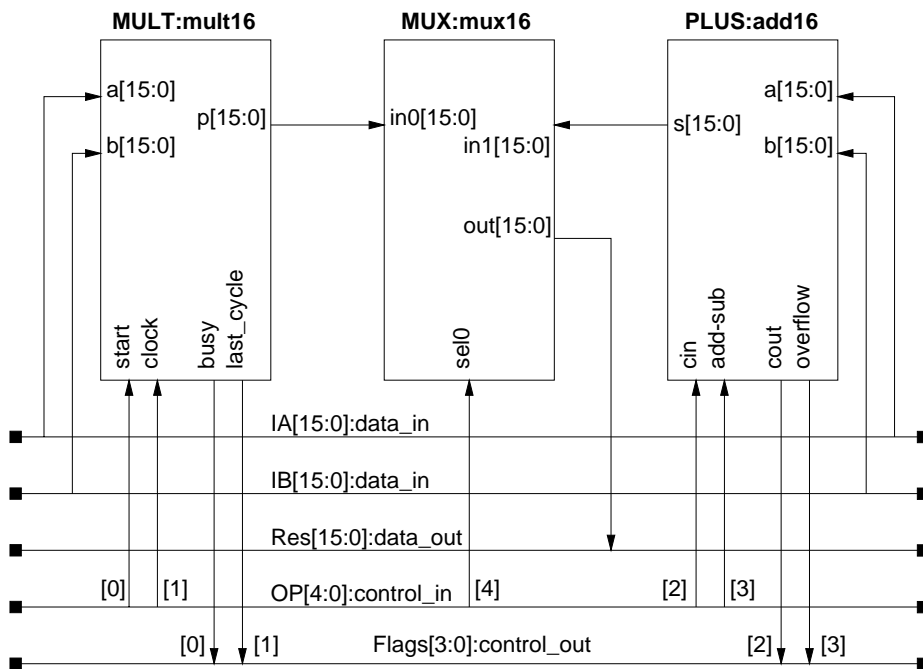 MULT:mult16 MUX:mux16 PLUS:add16
a[15:0] a[15:0]
p[15:0] in0[15:0] s[15:0]
b[15:0] in1[15:0] b[15:0]
out[15:0]
start clock busy last_cycle sel0 cin add-sub cout overflow
IA[15:0]:data_in
IB[15:0]:data_in
Res[15:0]:data_out
[0] [1] OP[4:0]:control_in [4] [2] [3]
[0] [1] Flags[3:0]:control_out [2] [3]